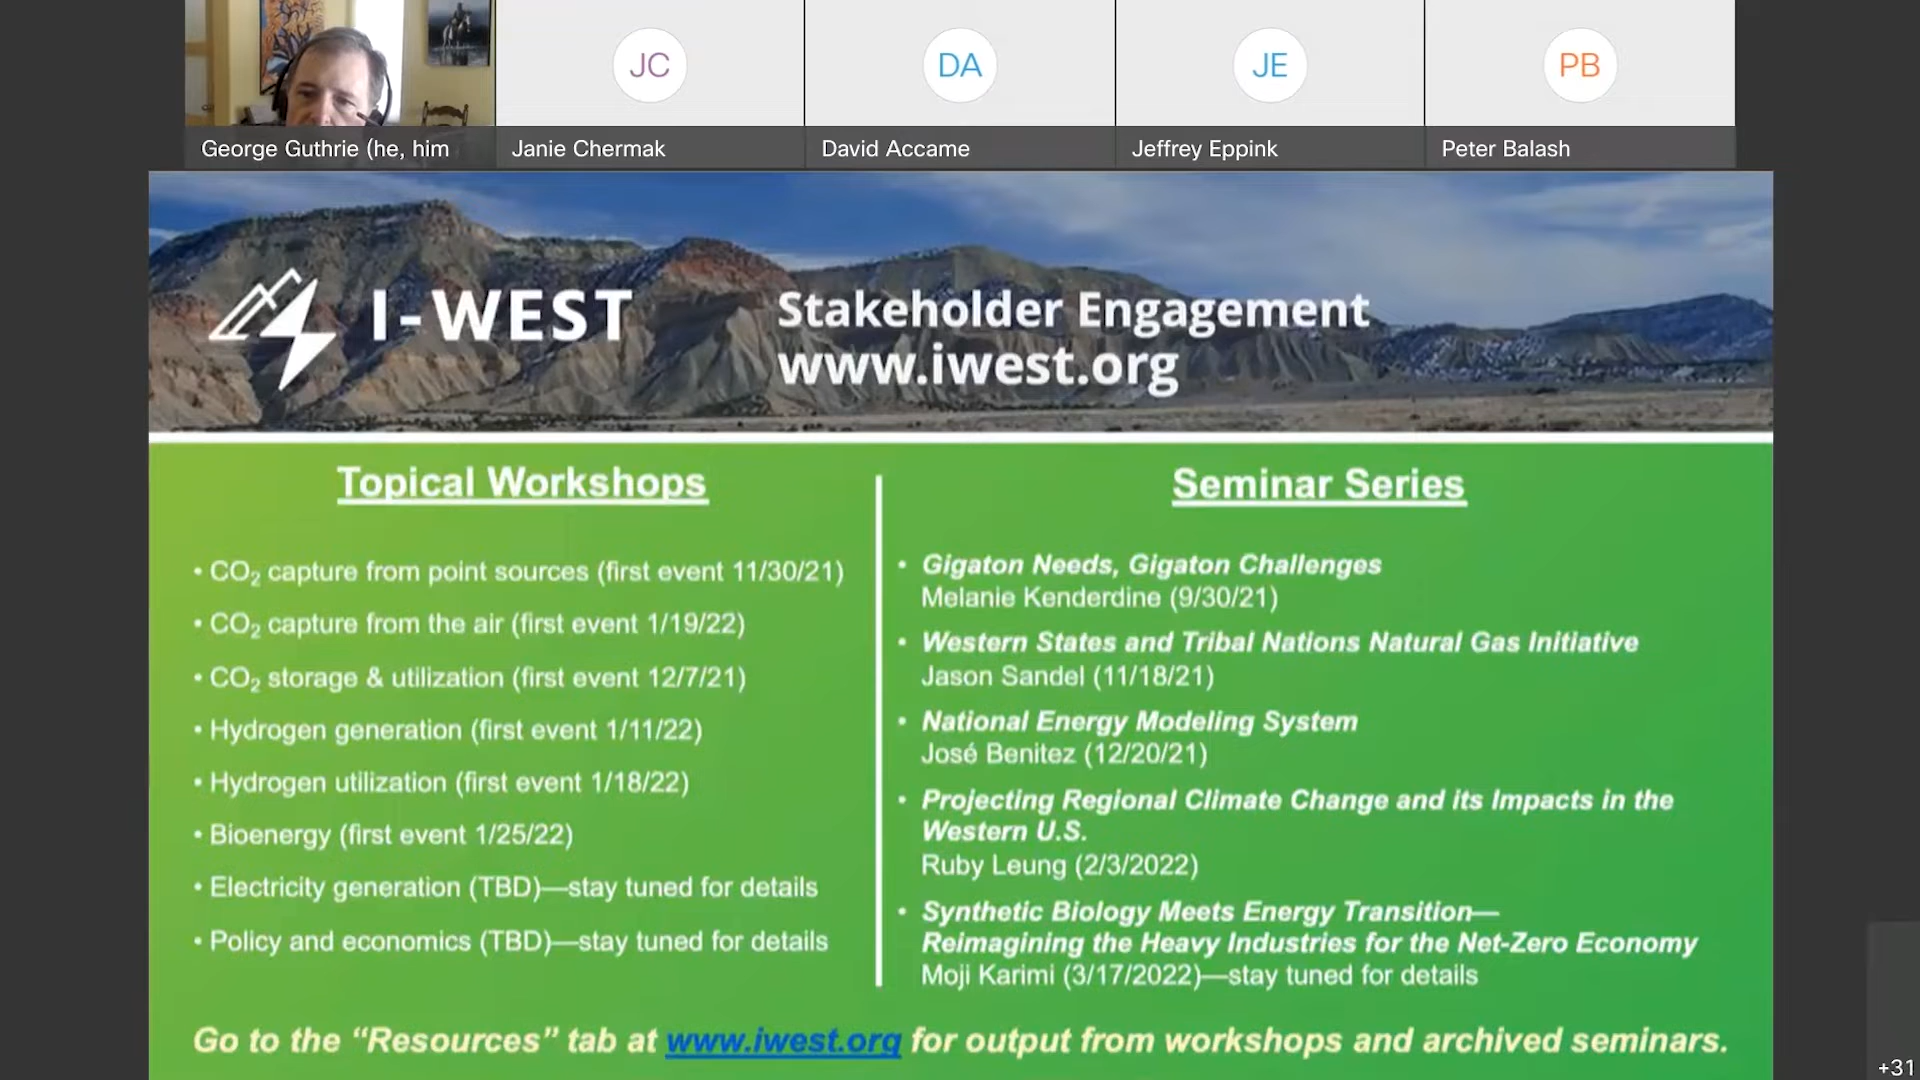 JC
DA
JE
PB
George Guthrie (he, him
Janie Chermak
David Accame
Jeffrey Eppink
Peter Balash
I-WEST
Stakeholder Engagement
www.iwest.org
Topical Workshops
• CO₂ capture from point sources (first event 11/30/21)
• CO₂ capture from the air (first event 1/19/22)
• CO₂ storage & utilization (first event 12/7/21)
• Hydrogen generation (first event 1/11/22)
• Hydrogen utilization (first event 1/18/22)
• Bioenergy (first event 1/25/22)
• Electricity generation (TBD)—stay tuned for details
• Policy and economics (TBD)—stay tuned for details
Seminar Series
• Gigaton Needs, Gigaton Challenges
Melanie Kenderdine (9/30/21)
• Western States and Tribal Nations Natural Gas Initiative
Jason Sandel (11/18/21)
• National Energy Modeling System
José Benitez (12/20/21)
• Projecting Regional Climate Change and its Impacts in the
Western U.S.
Ruby Leung (2/3/2022)
• Synthetic Biology Meets Energy Transition—
Reimagining the Heavy Industries for the Net-Zero Economy
Moji Karimi (3/17/2022)—stay tuned for details
Go to the “Resources” tab at www.iwest.org for output from workshops and archived seminars.
+31